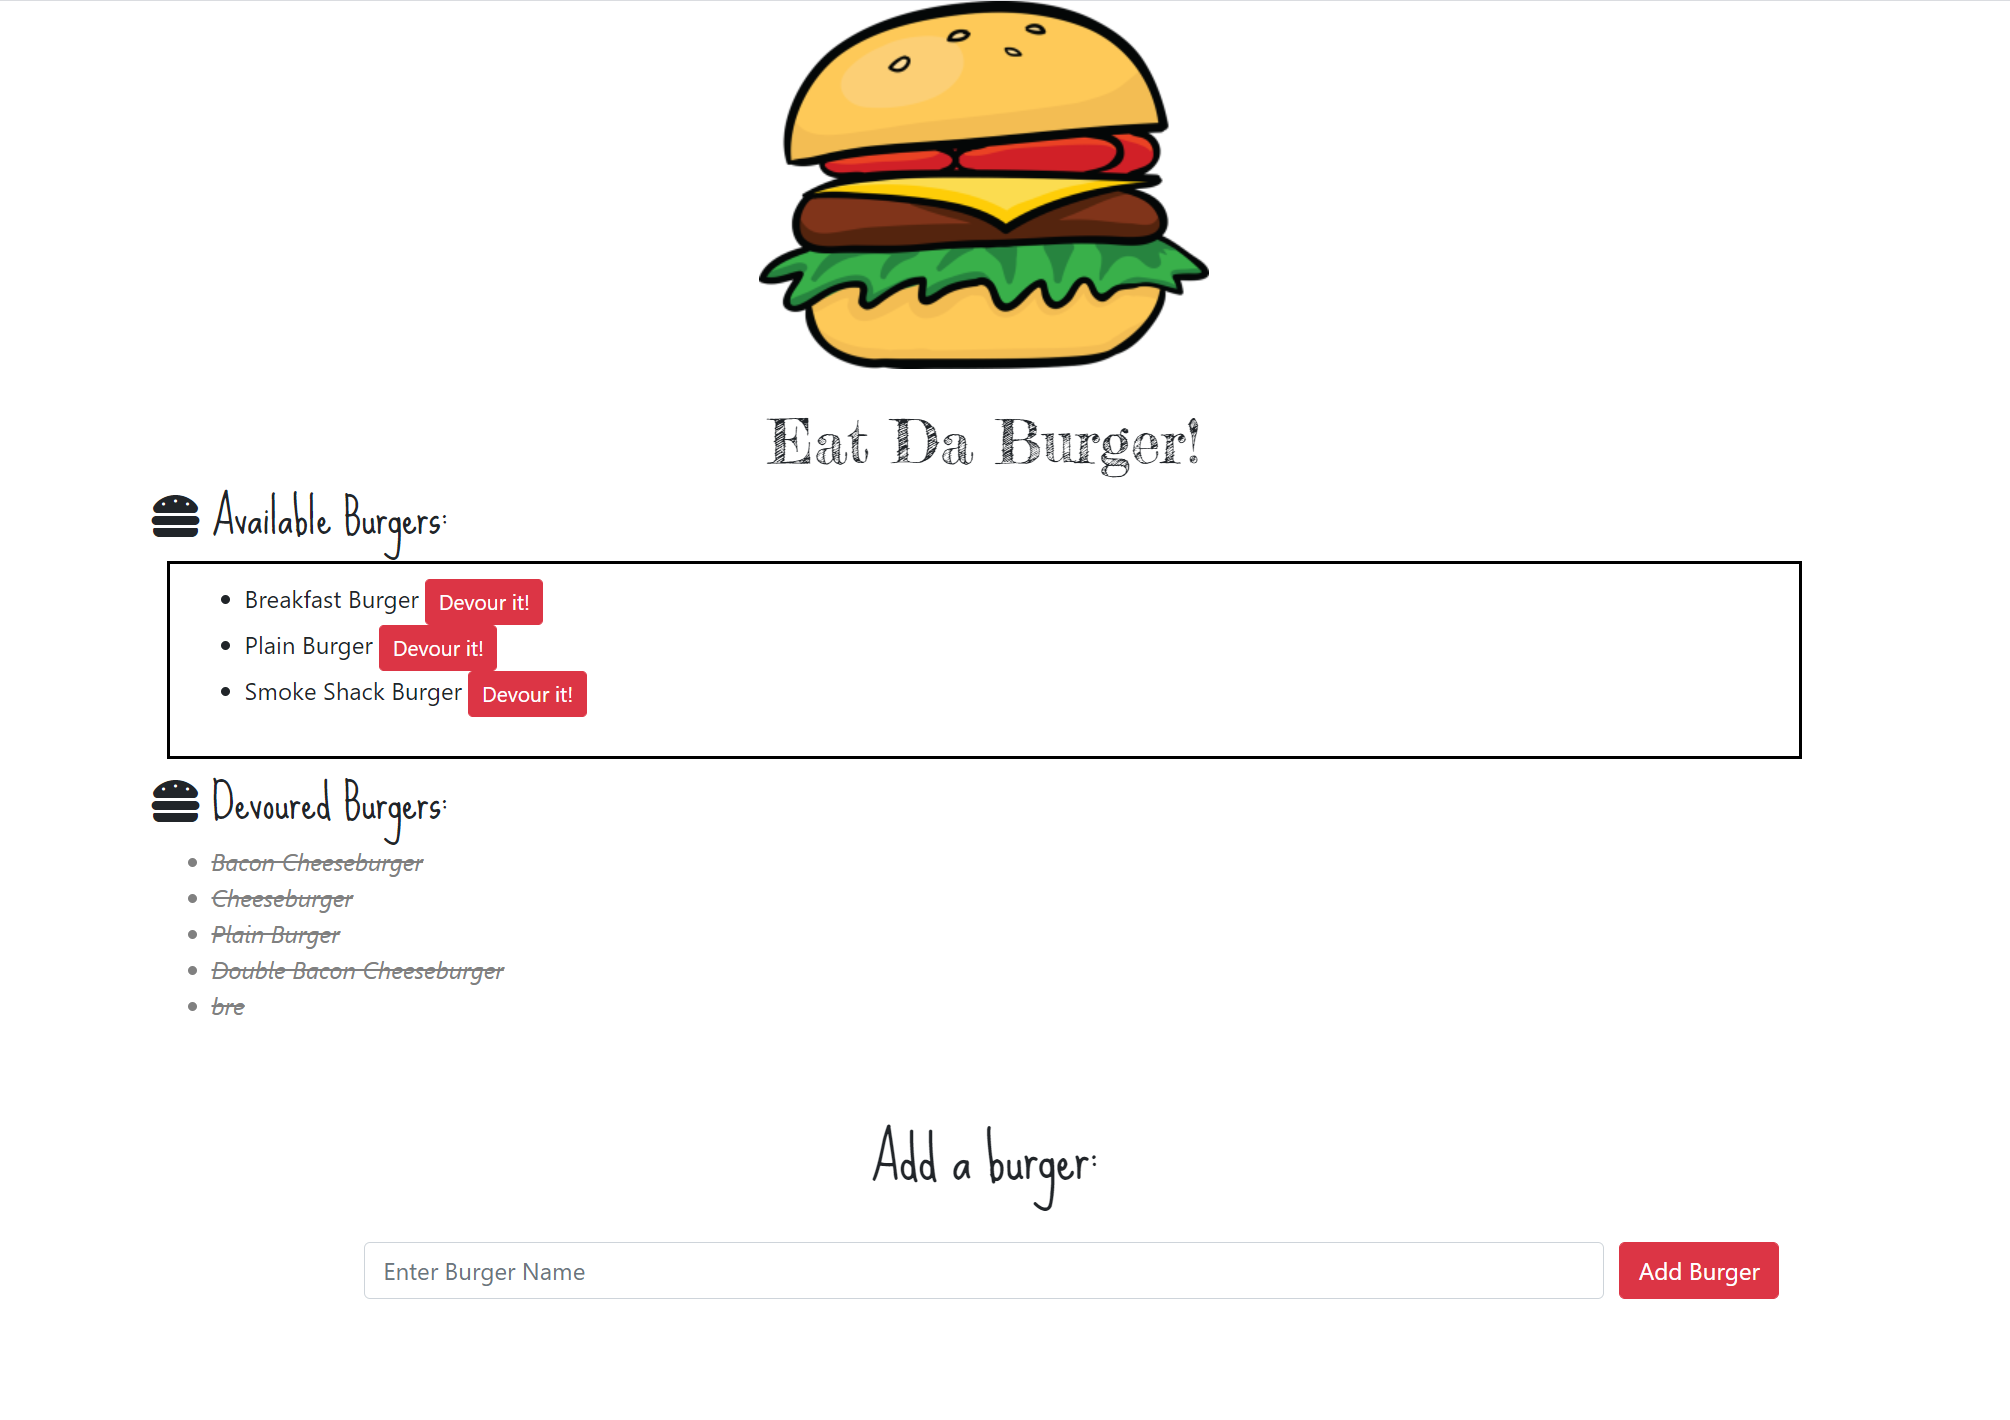 Eat Da Burger!
Available Burgers:
Breakfast Burger Devour it!
Plain Burger Devour it!
Smoke Shack Burger Devour it!
Devoured Burgers:
Bacon Cheeseburger
Cheeseburger
Plain Burger
Double Bacon Cheeseburger
bre
Add a burger:
Enter Burger Name Add Burger